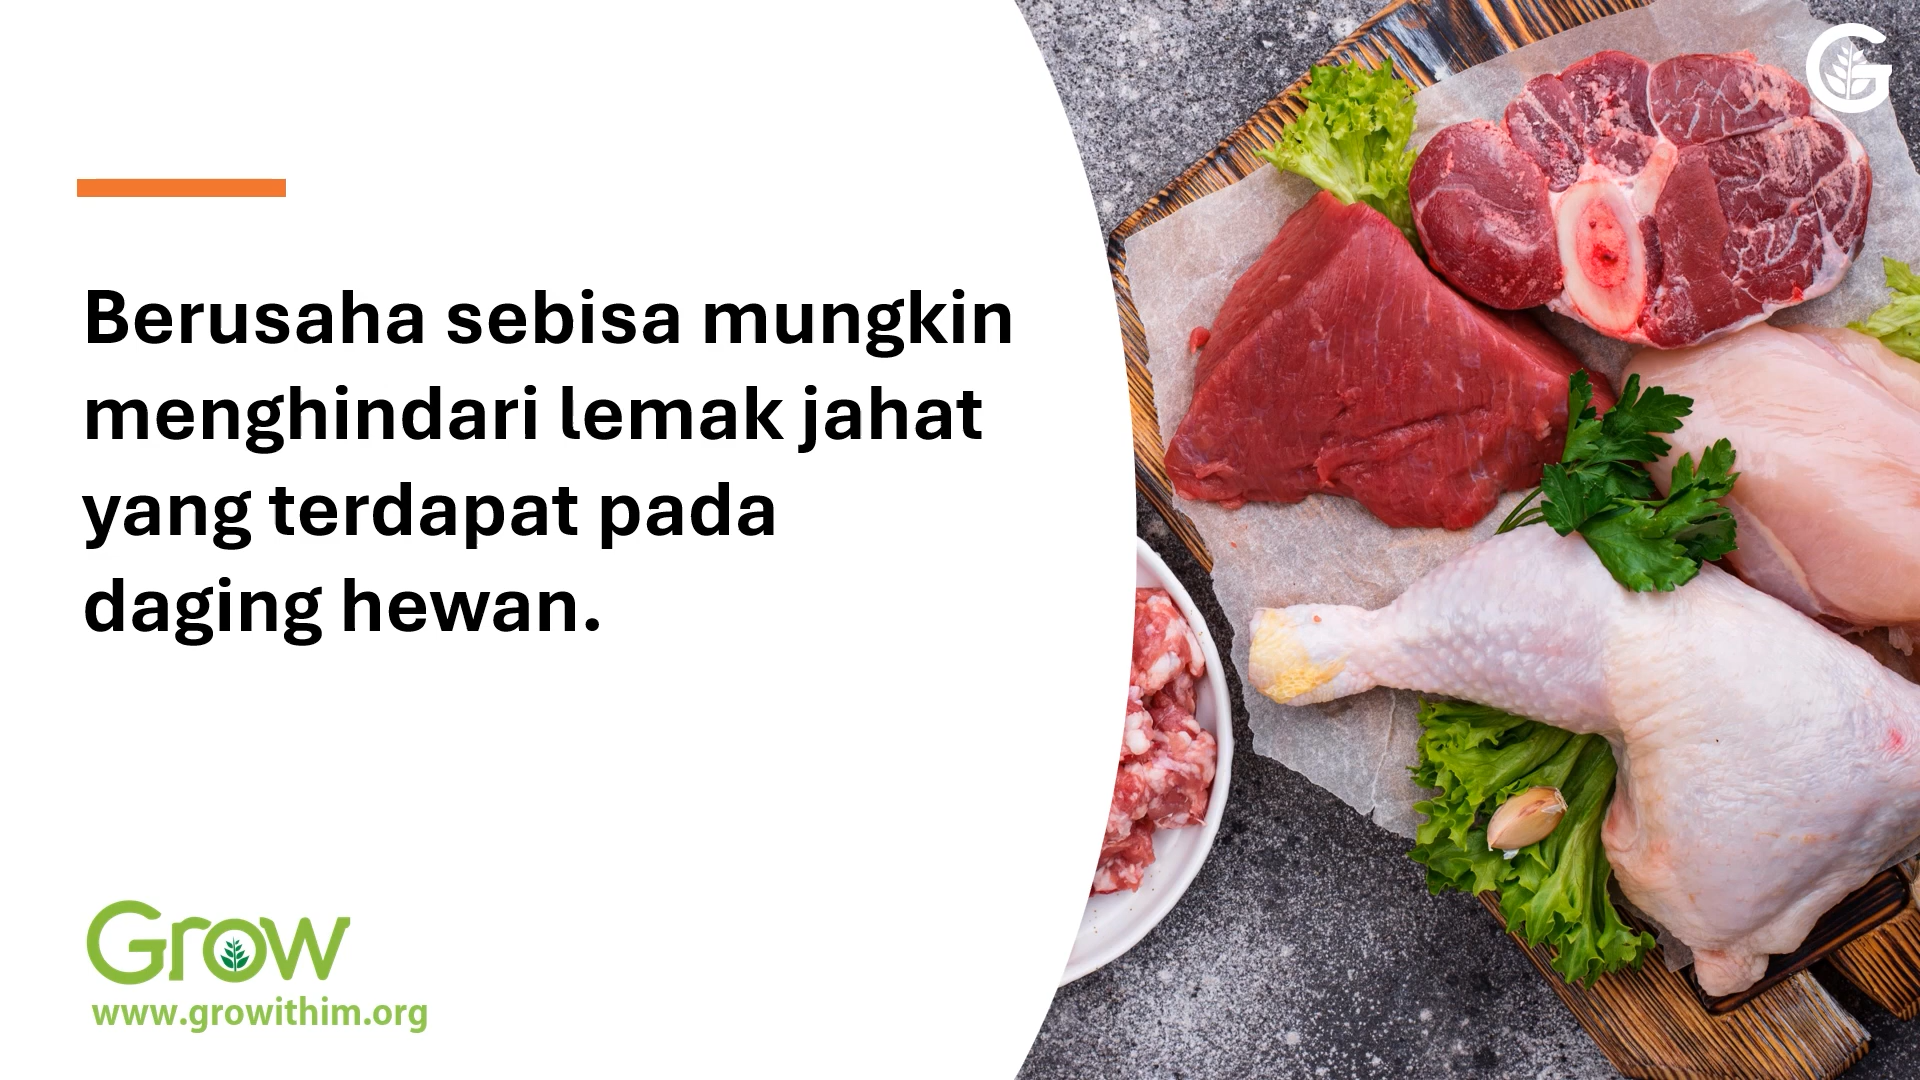 Berusaha sebisa mungkin
menghindari lemak jahat
yang terdapat pada
daging hewan.
Grow
www.growithim.org
G